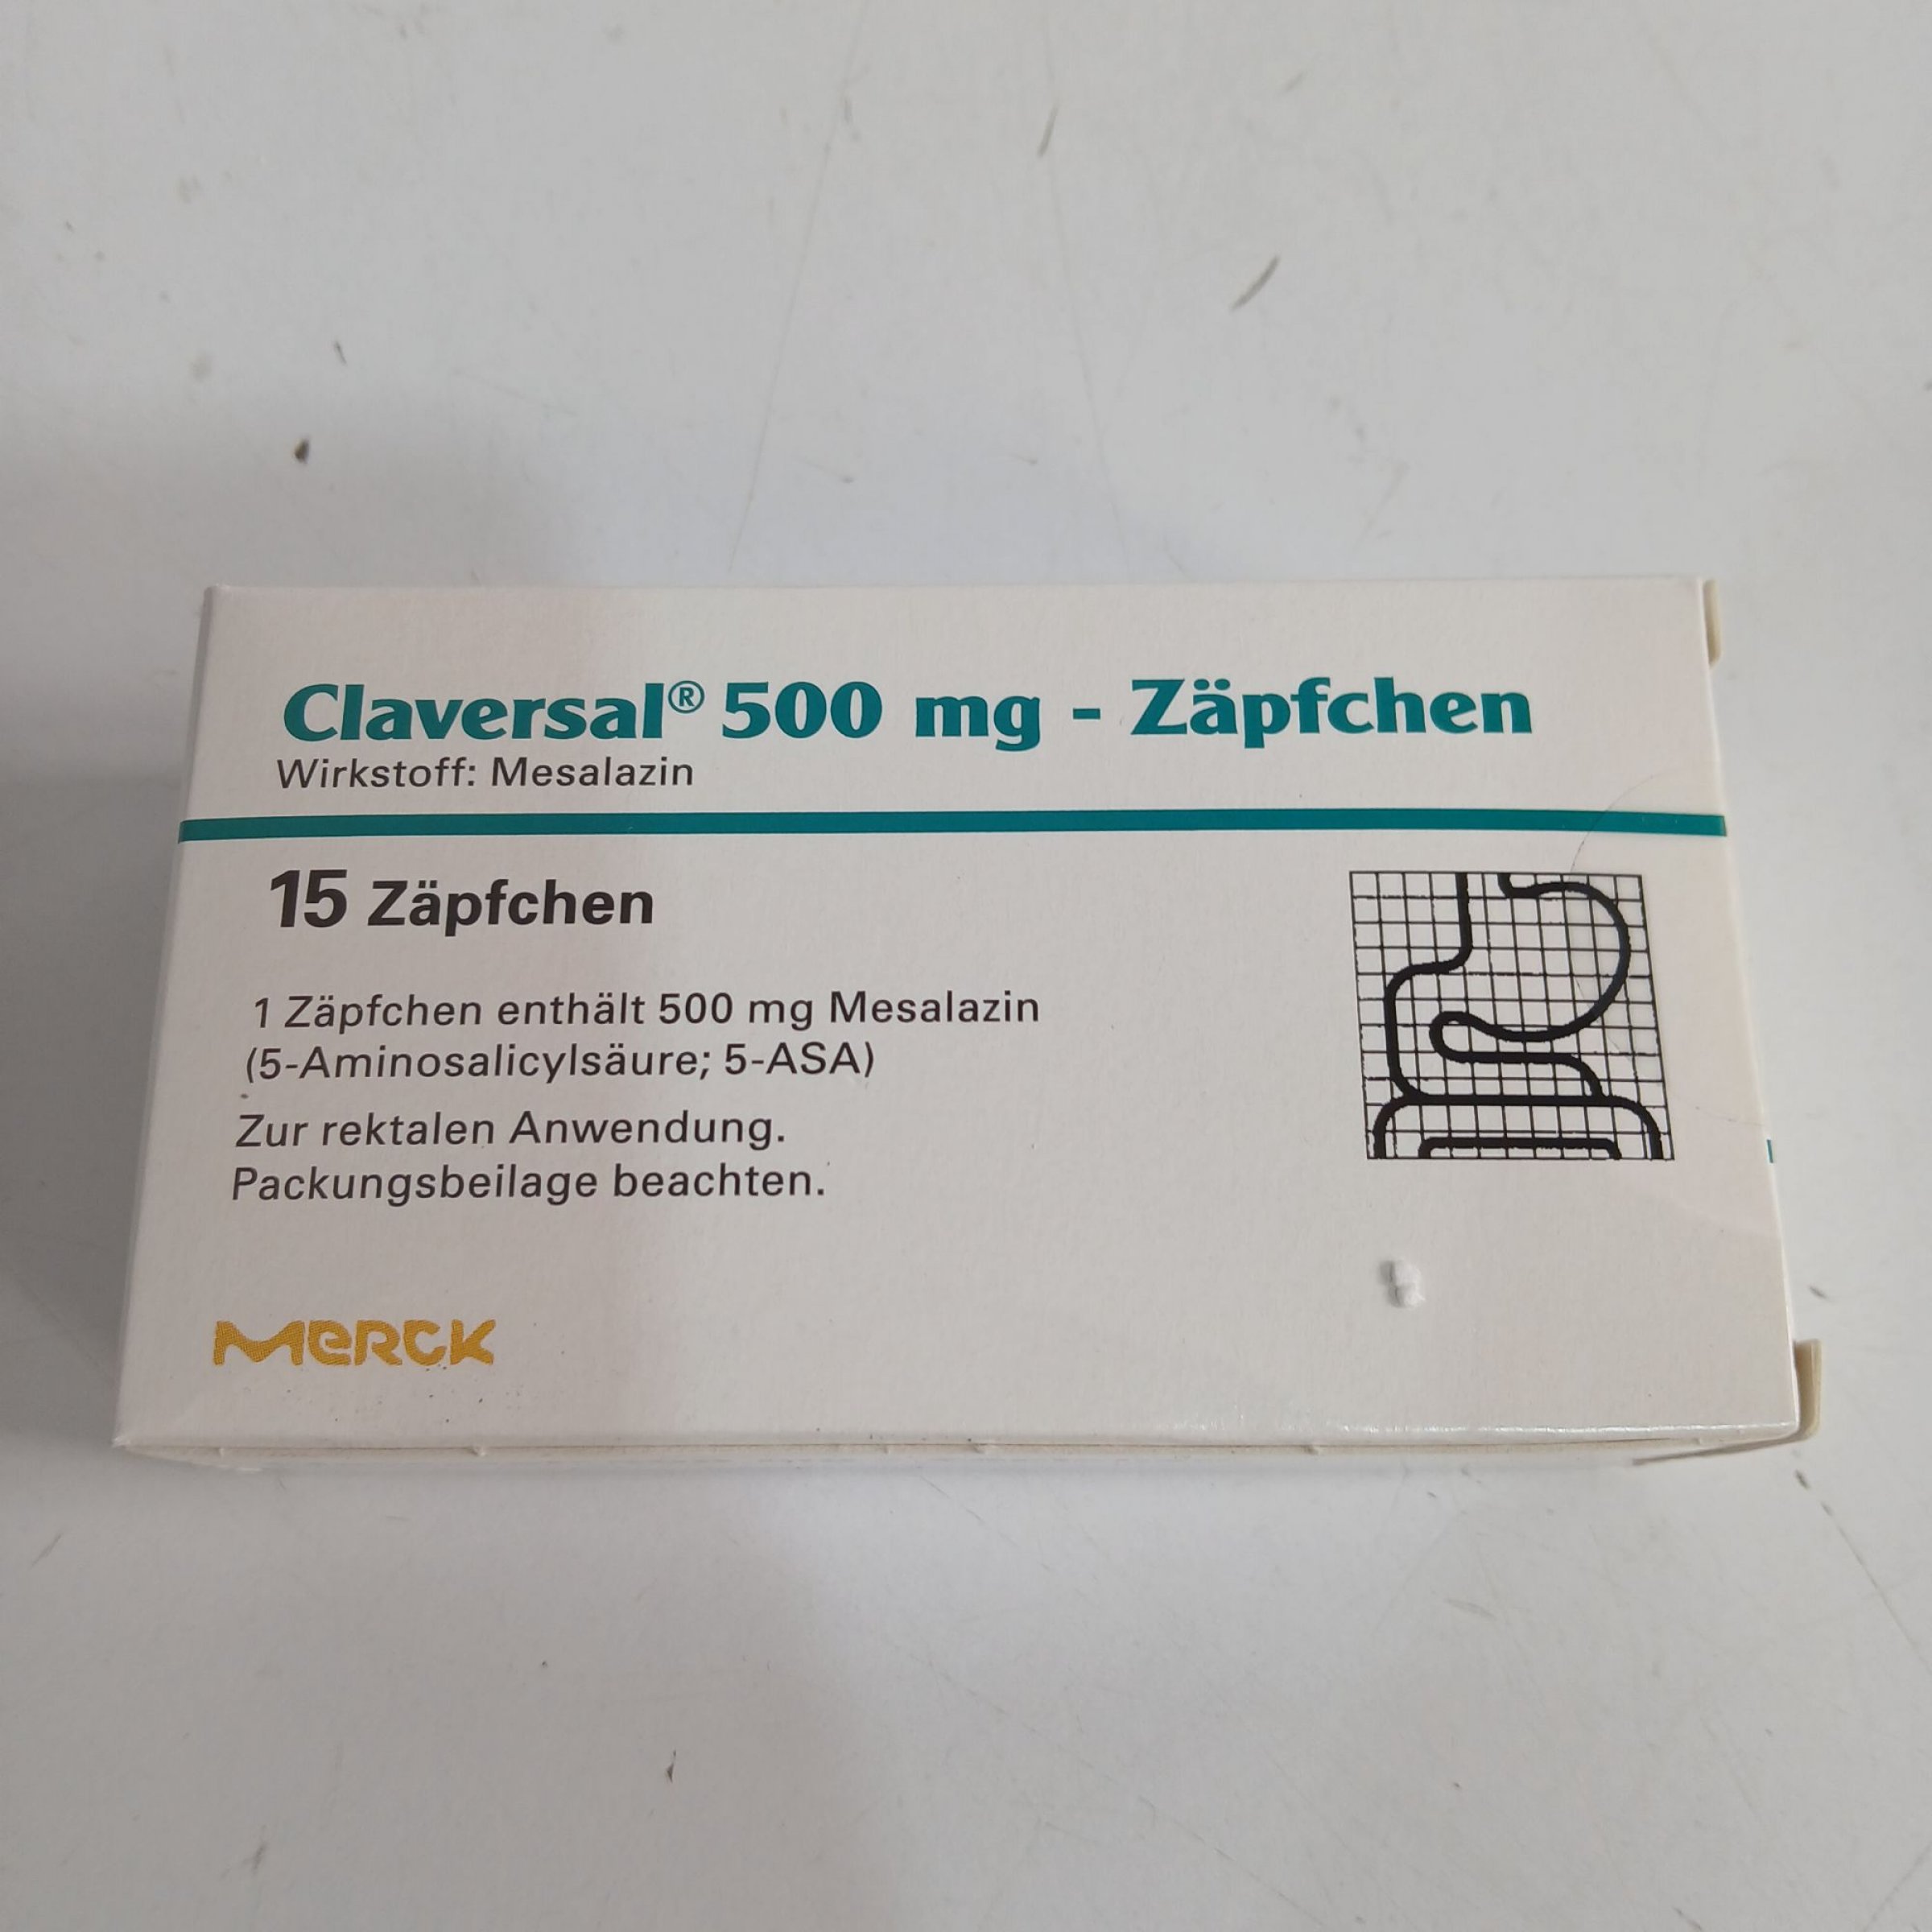 Claversal® 500 mg - Zäpfchen
Wirkstoff: Mesalazin
15 Zäpfchen
1 Zäpfchen enthält 500 mg Mesalazin
(5-Aminosalicylsäure; 5-ASA)
Zur rektalen Anwendung.
Packungsbeilage beachten.
MERCK